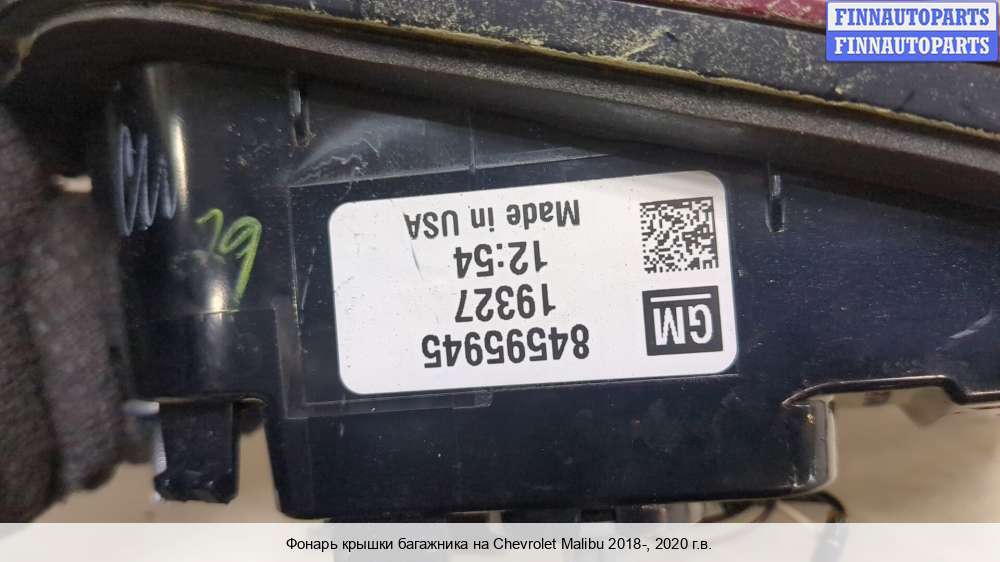 FINNAUTOPARTS
FINNAUTOPARTS
84595945
19327
12:54
Made in USA
GM
Фонарь крышки багажника на Chevrolet Malibu 2018-, 2020 г.в.